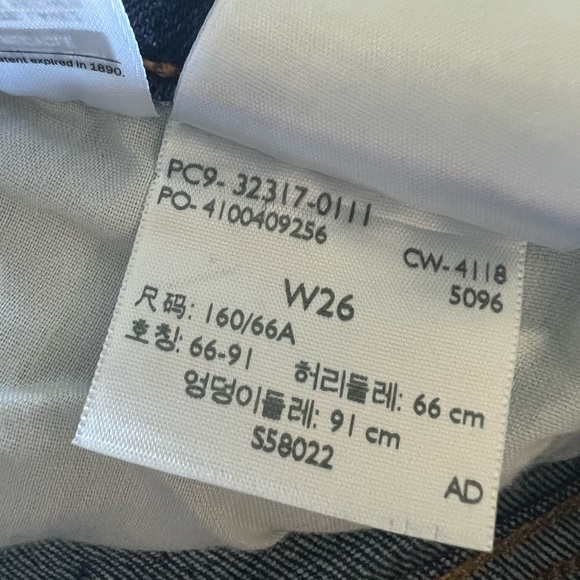 atent expired in 1890.
PC9- 32317-0111
PO- 4100409256
CW- 4118
5096
W26
尺码: 160/66A
호칭: 66-91 허리둘레: 66 cm
엉덩이둘레: 91 cm
S58022
AD